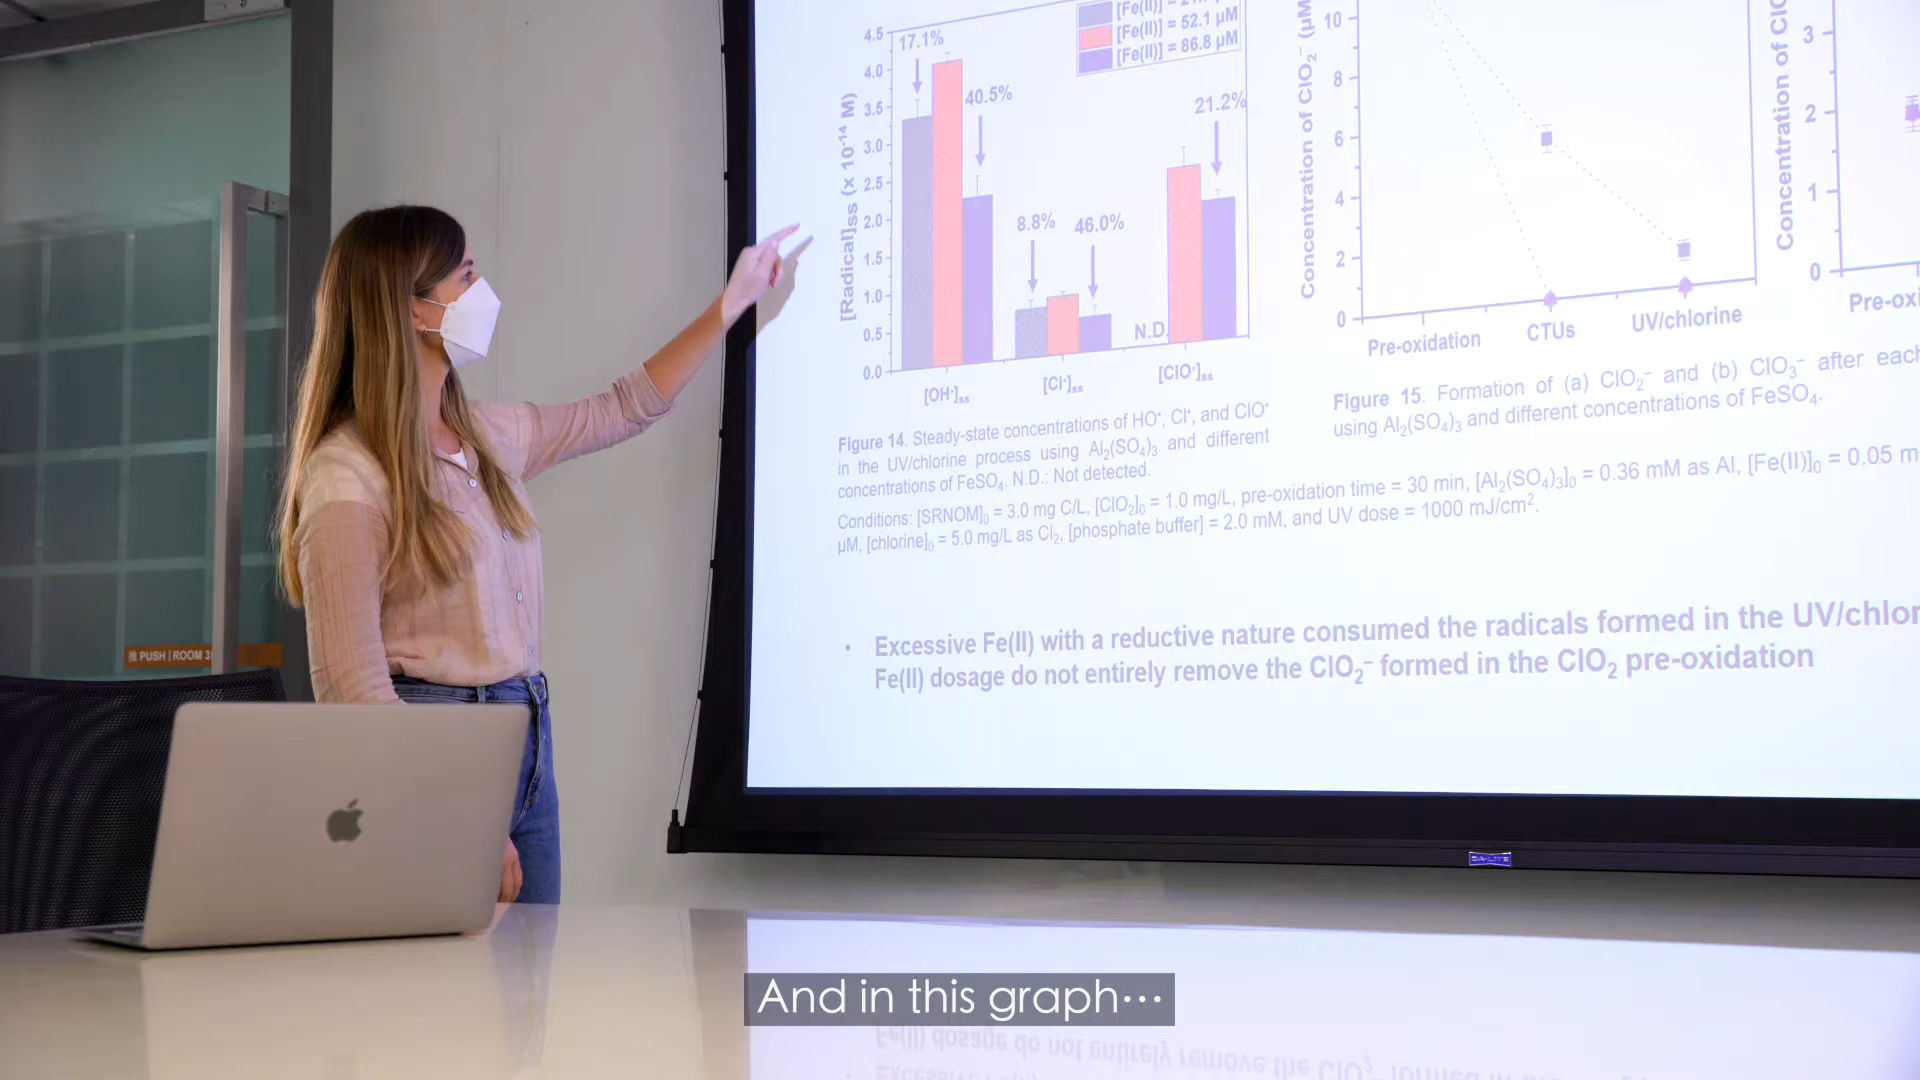 [Fe(II)] = 52.1 µM
[Fe(II)] = 86.8 µM
[Radical]ss (x 10⁻¹⁴ M)
4.5
4.0
3.5
3.0
2.5
2.0
1.5
1.0
0.5
0.0
17.1%
40.5%
8.8%
46.0%
N.D.
21.2%
[OH•]ss
[Cl•]ss
[ClO•]ss
Figure 14. Steady-state concentrations of HO•, Cl•, and ClO•
in the UV/chlorine process using Al₂(SO₄)₃ and different
concentrations of FeSO₄. N.D.: Not detected.
Concentration of ClO₂⁻ (µM
10
8
6
4
2
0
Pre-oxidation
CTUs
UV/chlorine
Concentration of ClO
3
2
1
0
Pre-oxi
Figure 15. Formation of (a) ClO₂⁻ and (b) ClO₃⁻ after each
using Al₂(SO₄)₃ and different concentrations of FeSO₄.
Conditions: [SRNOM]₀ = 3.0 mg C/L, [ClO₂]₀ = 1.0 mg/L, pre-oxidation time = 30 min, [Al₂(SO₄)₃]₀ = 0.36 mM as Al, [Fe(II)]₀ = 0.05 m
µM, [chlorine]₀ = 5.0 mg/L as Cl₂, [phosphate buffer] = 2.0 mM, and UV dose = 1000 mJ/cm².
• Excessive Fe(II) with a reductive nature consumed the radicals formed in the UV/chlor
Fe(II) dosage do not entirely remove the ClO₂⁻ formed in the ClO₂ pre-oxidation
推 PUSH | ROOM 3
DA-LITE
And in this graph…